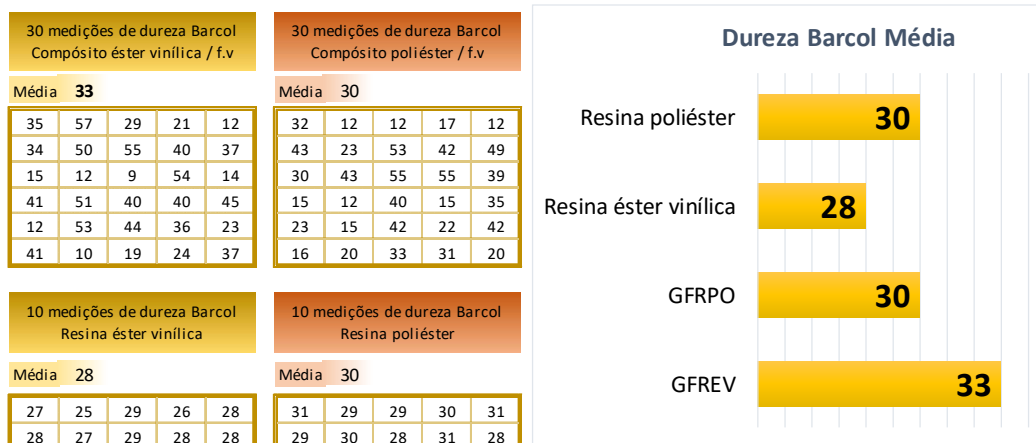 30 medições de dureza Barcol
Compósito éster vinílica / f.v
Média 33
35 57 29 21 12
34 50 55 40 37
15 12 9 54 14
41 51 40 40 45
12 53 44 36 23
41 10 19 24 37
30 medições de dureza Barcol
Compósito poliéster / f.v
Média 30
32 12 12 17 12
43 23 53 42 49
30 43 55 55 39
15 12 40 15 35
23 15 42 22 42
16 20 33 31 20
10 medições de dureza Barcol
Resina éster vinílica
Média 28
27 25 29 26 28
28 27 29 28 28
10 medições de dureza Barcol
Resina poliéster
Média 30
31 29 29 30 31
29 30 28 31 28
Dureza Barcol Média
Resina poliéster 30
Resina éster vinílica 28
GFRPO 30
GFREV 33